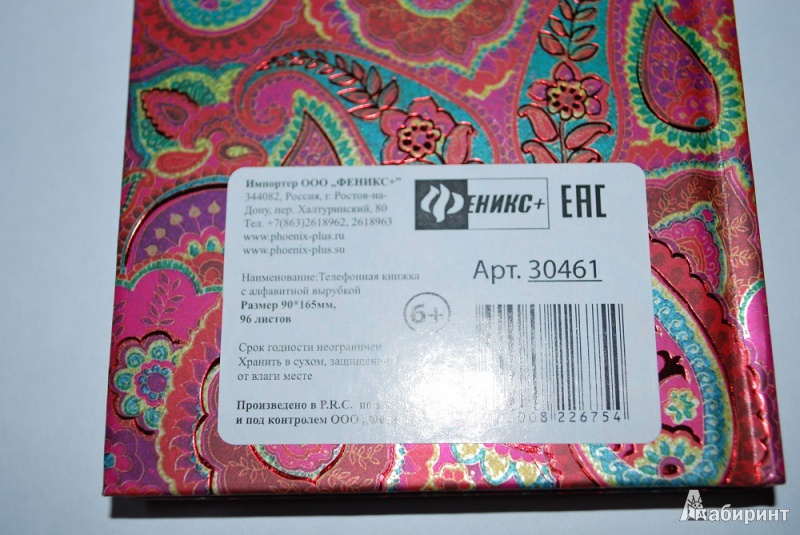 Импортер ООО „ФЕНИКС+”
344082, Россия, г. Ростов-на-
Дону, пер. Халтуринский, 80
Тел. +7(863)2618962, 2618963
www.phoenix-plus.ru
www.phoenix-plus.su
ФЕНИКС+
EAC
Арт. 30461
Наименование:Телефонная книжка
с алфавитной вырубкой
Размер 90*165мм,
96 листов
6+
Срок годности неограничен
Хранить в сухом,
от влаги месте
Произведено в P.R.C. по
и под контролем ООО
008 226754
Лабиринт